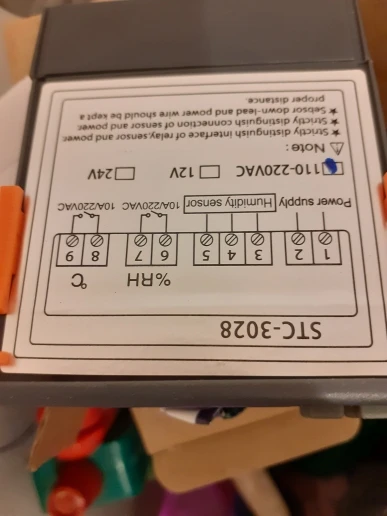 STC-3028
%RH ℃
1 2 3 4 5 6 7 8 9
Power supply Humidity sensor 10A/220VAC 10A/220VAC
110-220VAC 12V 24V
Note:
★ Strictly distinguish interface of relay,sensor and power.
★ Strictly distinguish connection of sensor and power.
★ Sebsor down-lead and power wire should be kept a
proper distance.